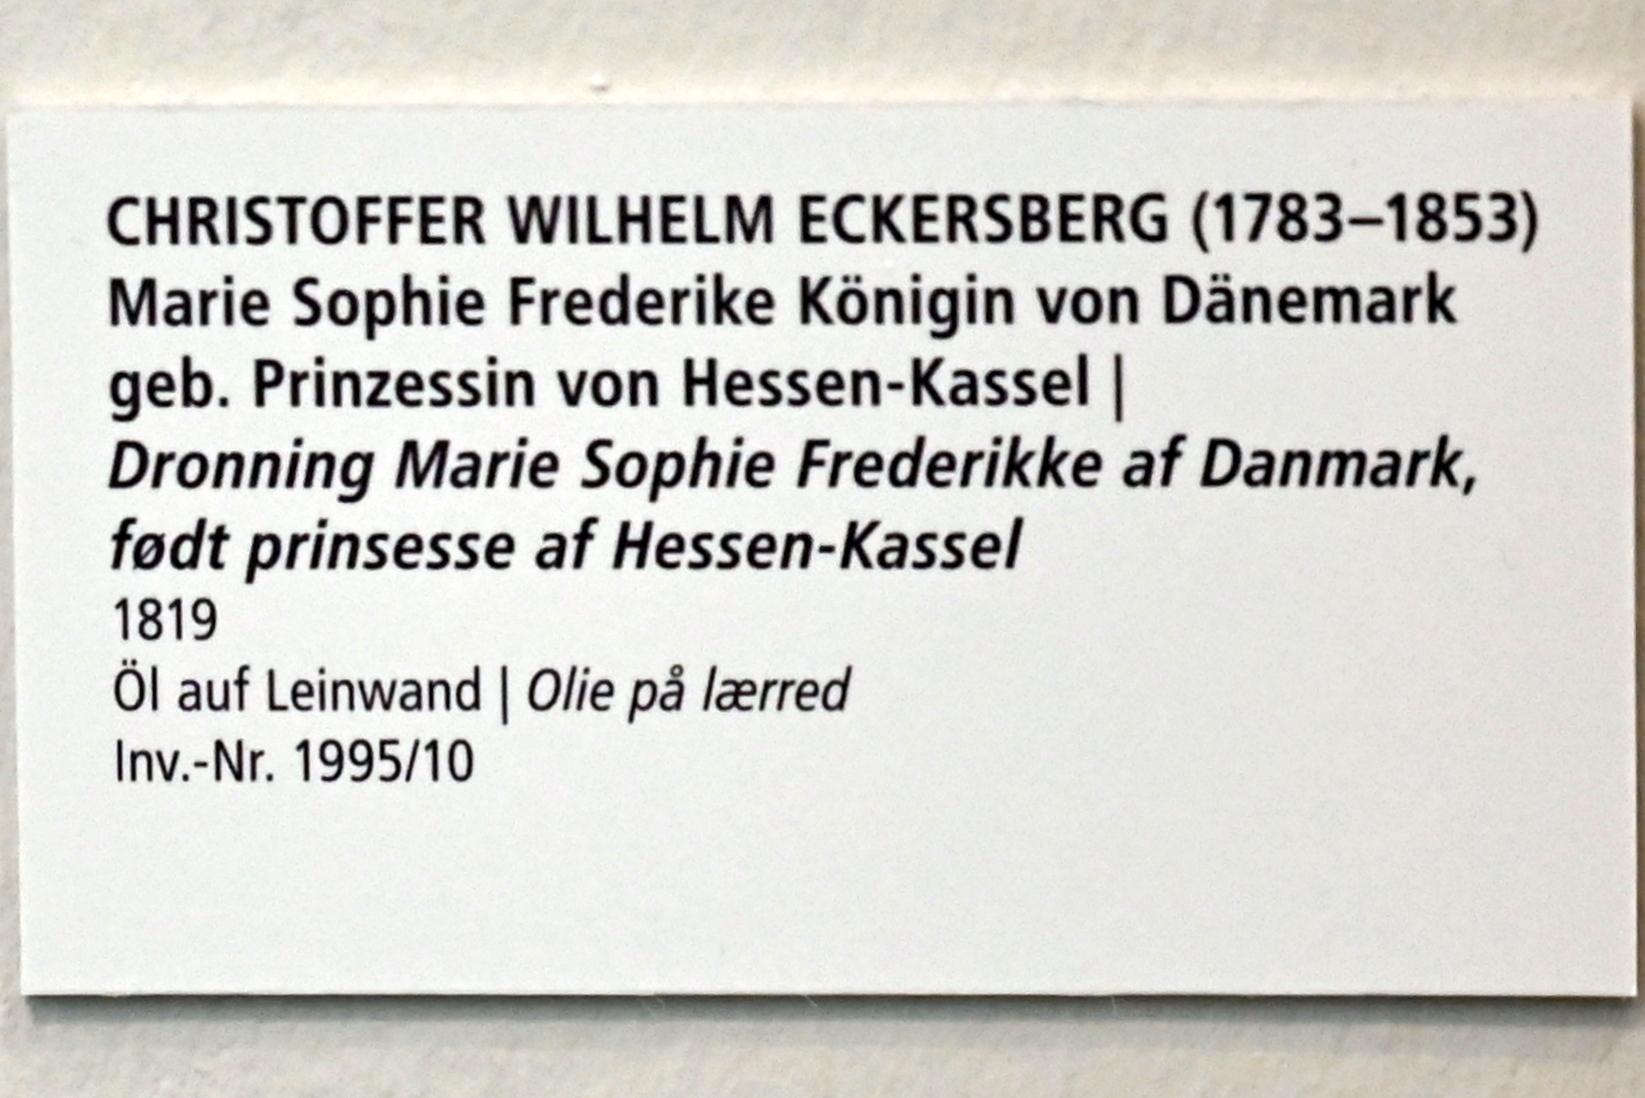 CHRISTOFFER WILHELM ECKERSBERG (1783–1853)
Marie Sophie Frederike Königin von Dänemark
geb. Prinzessin von Hessen-Kassel |
Dronning Marie Sophie Frederikke af Danmark,
født prinsesse af Hessen-Kassel
1819
Öl auf Leinwand | Olie på lærred
Inv.-Nr. 1995/10